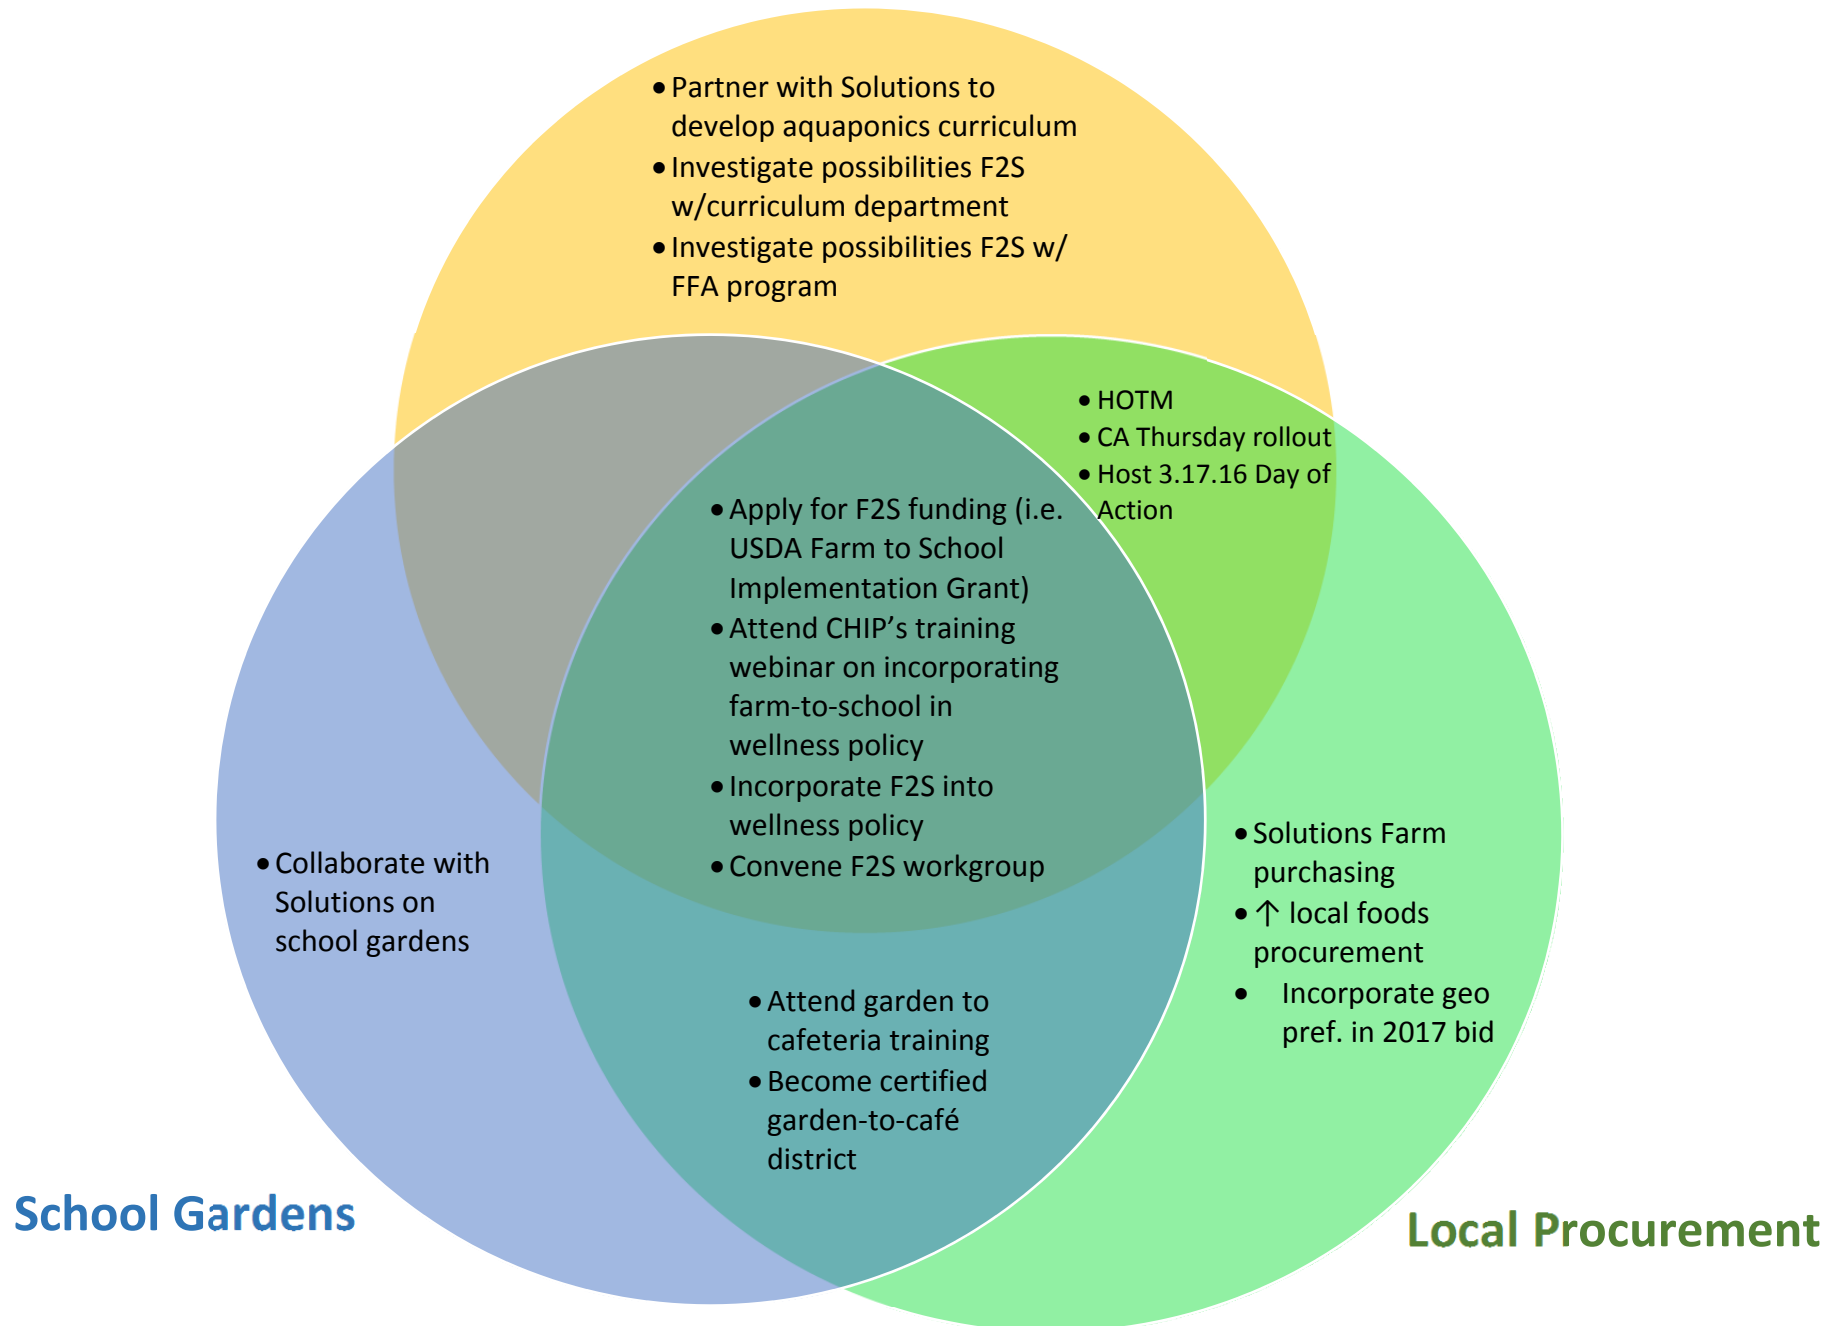 • Partner with Solutions to
develop aquaponics curriculum
• Investigate possibilities F2S
w/curriculum department
• Investigate possibilities F2S w/
FFA program
• HOTM
• CA Thursday rollout
• Host 3.17.16 Day of
Action
• Apply for F2S funding (i.e.
USDA Farm to School
Implementation Grant)
• Attend CHIP’s training
webinar on incorporating
farm-to-school in
wellness policy
• Incorporate F2S into
wellness policy
• Convene F2S workgroup
• Collaborate with
Solutions on
school gardens
• Solutions Farm
purchasing
• ↑ local foods
procurement
• Incorporate geo
pref. in 2017 bid
• Attend garden to
cafeteria training
• Become certified
garden-to-café
district
School Gardens
Local Procurement